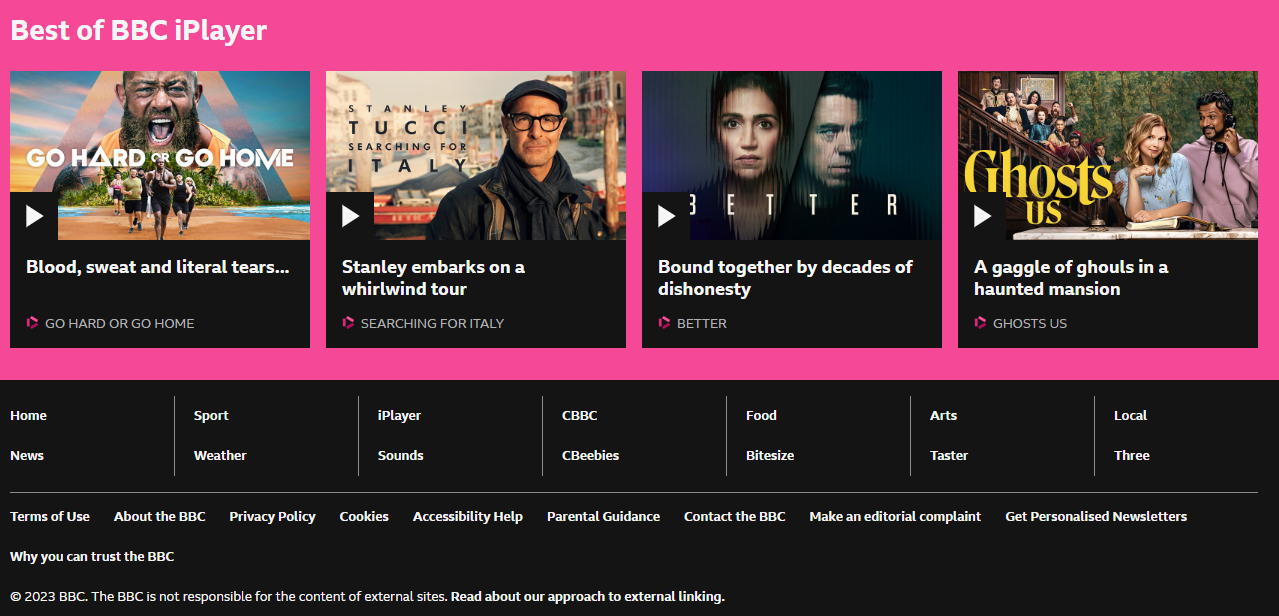 Best of BBC iPlayer
GO HARD OR GO HOME
Blood, sweat and literal tears...
GO HARD OR GO HOME
STANLEY
TUCCI
SEARCHING FOR
ITALY
Stanley embarks on a
whirlwind tour
SEARCHING FOR ITALY
BETTER
Bound together by decades of
dishonesty
BETTER
Ghosts
US
A gaggle of ghouls in a
haunted mansion
GHOSTS US
Home
Sport
iPlayer
CBBC
Food
Arts
Local
News
Weather
Sounds
CBeebies
Bitesize
Taster
Three
Terms of Use
About the BBC
Privacy Policy
Cookies
Accessibility Help
Parental Guidance
Contact the BBC
Make an editorial complaint
Get Personalised Newsletters
Why you can trust the BBC
© 2023 BBC. The BBC is not responsible for the content of external sites. Read about our approach to external linking.